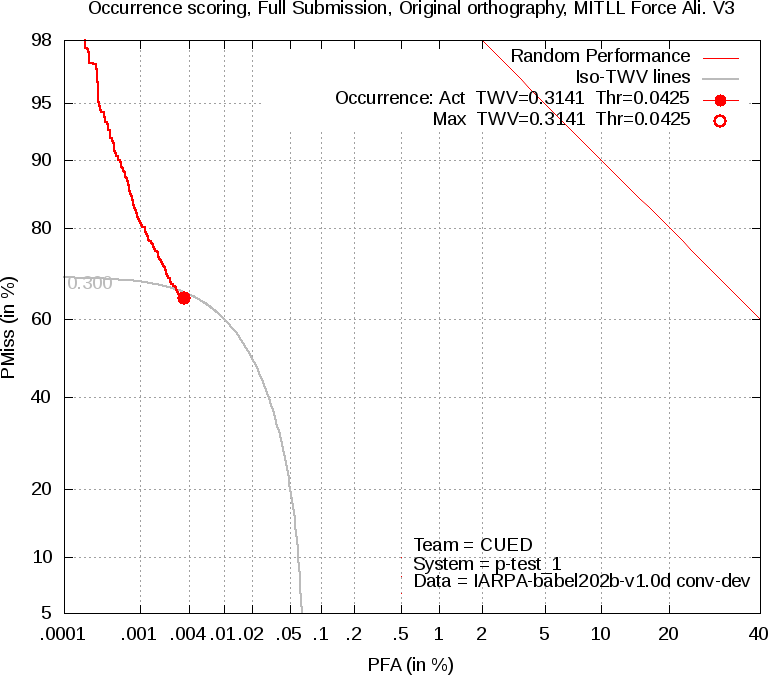 Occurrence scoring, Full Submission, Original orthography, MITLL Force Ali. V3
Random Performance
Iso-TWV lines
Occurrence: Act TWV=0.3141 Thr=0.0425
Max TWV=0.3141 Thr=0.0425
98
95
90
80
60
40
20
10
5
PMiss (in %)
0.300
Team = CUED
System = p-test_1
Data = IARPA-babel202b-v1.0d conv-dev
.0001 .001 .004 .01 .02 .05 .1 .2 .5 1 2 5 10 20 40
PFA (in %)